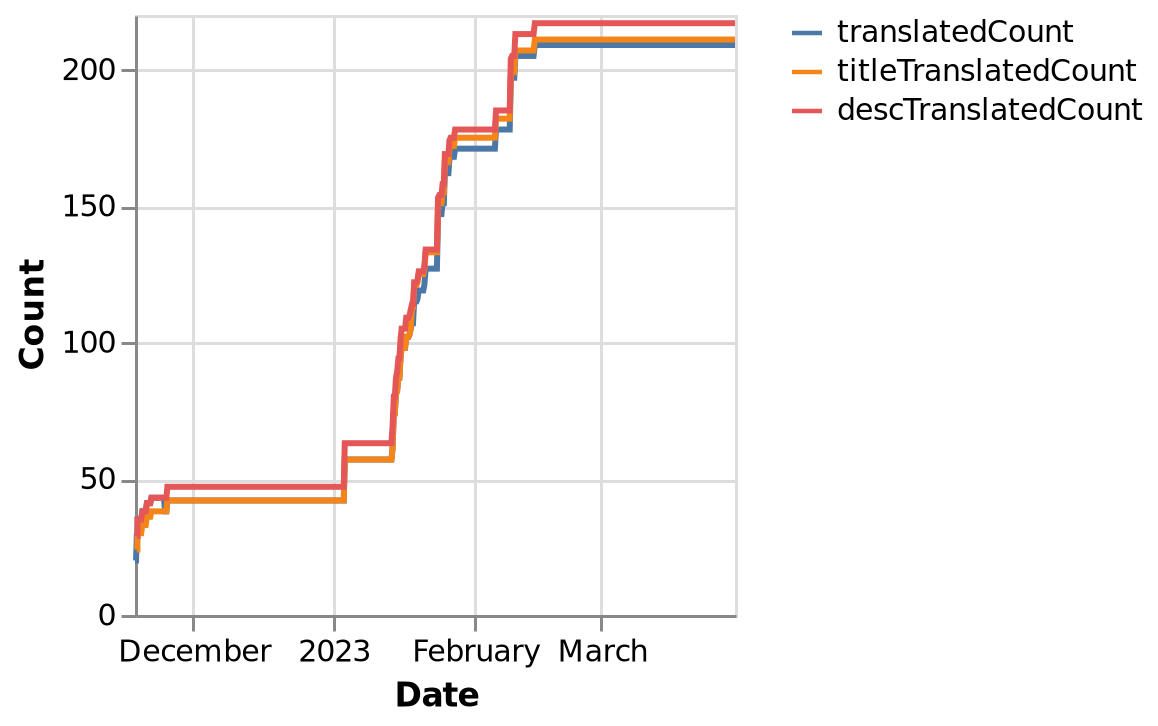 translatedCount
titleTranslatedCount
descTranslatedCount
200
150
100
50
0
Count
December 2023 February March
Date